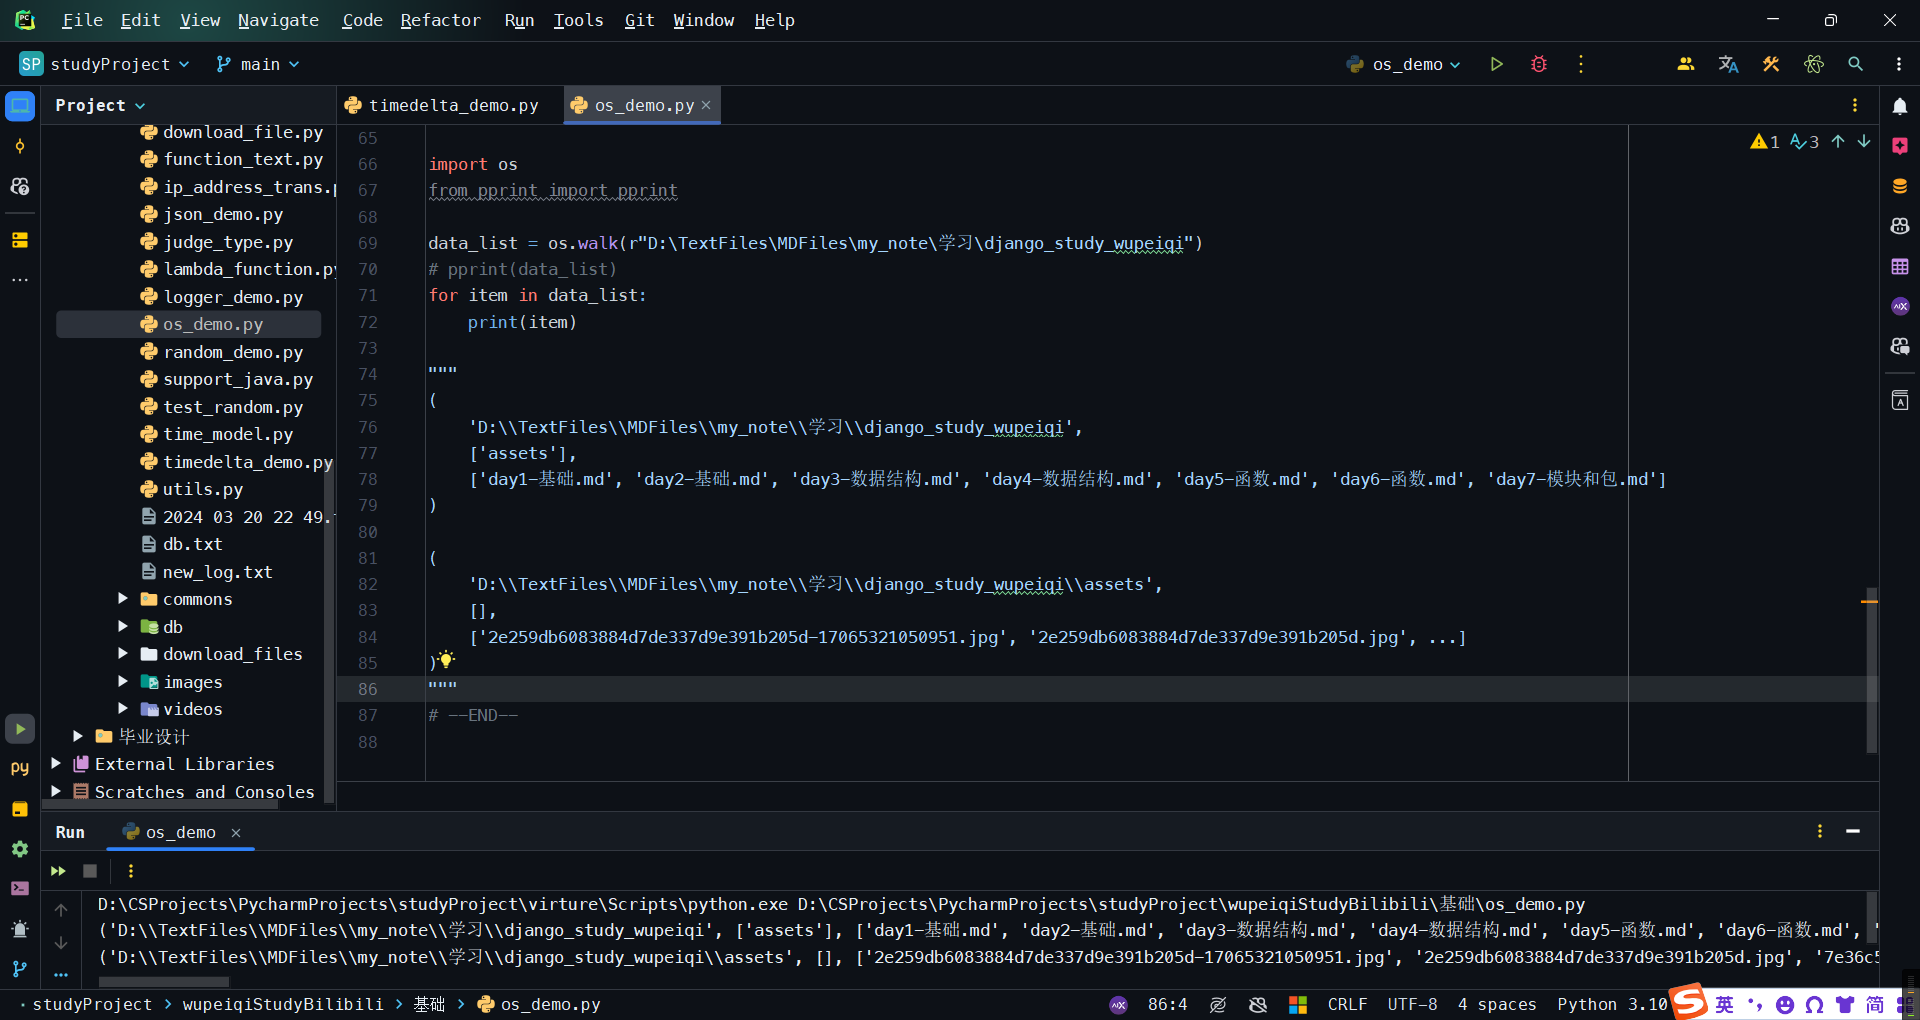 File Edit View Navigate Code Refactor Run Tools Git Window Help
SP studyProject main os_demo
Project
timedelta_demo.py os_demo.py
download_file.py
function_text.py
ip_address_trans.
json_demo.py
judge_type.py
lambda_function.py
logger_demo.py
os_demo.py
random_demo.py
support_java.py
test_random.py
time_model.py
timedelta_demo.py
utils.py
2024 03 20 22 49.
db.txt
new_log.txt
commons
db
download_files
images
videos
毕业设计
External Libraries
Scratches and Consoles
1 3
65
66 import os
67 from pprint import pprint
68
69 data_list = os.walk(r"D:\TextFiles\MDFiles\my_note\学习\django_study_wupeiqi")
70 # pprint(data_list)
71 for item in data_list:
72 print(item)
73
74 """
75 (
76 'D:\\TextFiles\\MDFiles\\my_note\\学习\\django_study_wupeiqi',
77 ['assets'],
78 ['day1-基础.md', 'day2-基础.md', 'day3-数据结构.md', 'day4-数据结构.md', 'day5-函数.md', 'day6-函数.md', 'day7-模块和包.md']
79 )
80
81 (
82 'D:\\TextFiles\\MDFiles\\my_note\\学习\\django_study_wupeiqi\\assets',
83 [],
84 ['2e259db6083884d7de337d9e391b205d-17065321050951.jpg', '2e259db6083884d7de337d9e391b205d.jpg', ...]
85 )
86 """
87 # --END--
88
Run os_demo
D:\CSProjects\PycharmProjects\studyProject\virture\Scripts\python.exe D:\CSProjects\PycharmProjects\studyProject\wupeiqiStudyBilibili\基础\os_demo.py
('D:\\TextFiles\\MDFiles\\my_note\\学习\\django_study_wupeiqi', ['assets'], ['day1-基础.md', 'day2-基础.md', 'day3-数据结构.md', 'day4-数据结构.md', 'day5-函数.md', 'day6-函数.md', '
('D:\\TextFiles\\MDFiles\\my_note\\学习\\django_study_wupeiqi\\assets', [], ['2e259db6083884d7de337d9e391b205d-17065321050951.jpg', '2e259db6083884d7de337d9e391b205d.jpg', '7e36c5
studyProject > wupeiqiStudyBilibili > 基础 > os_demo.py 86:4 CRLF UTF-8 4 spaces Python 3.10 英 简